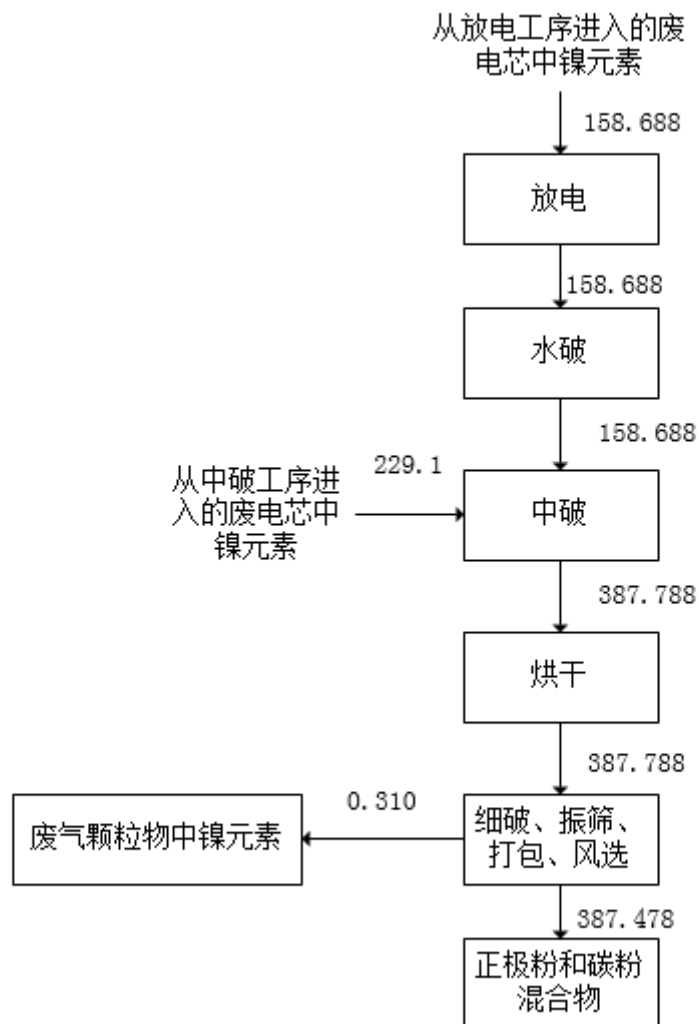 从放电工序进入的废
电芯中镍元素
158.688
放电
158.688
水破
158.688
从中破工序进
入的废电芯中
镍元素
229.1
中破
387.788
烘干
387.788
细破、振筛、
打包、风选
0.310
废气颗粒物中镍元素
387.478
正极粉和碳粉
混合物